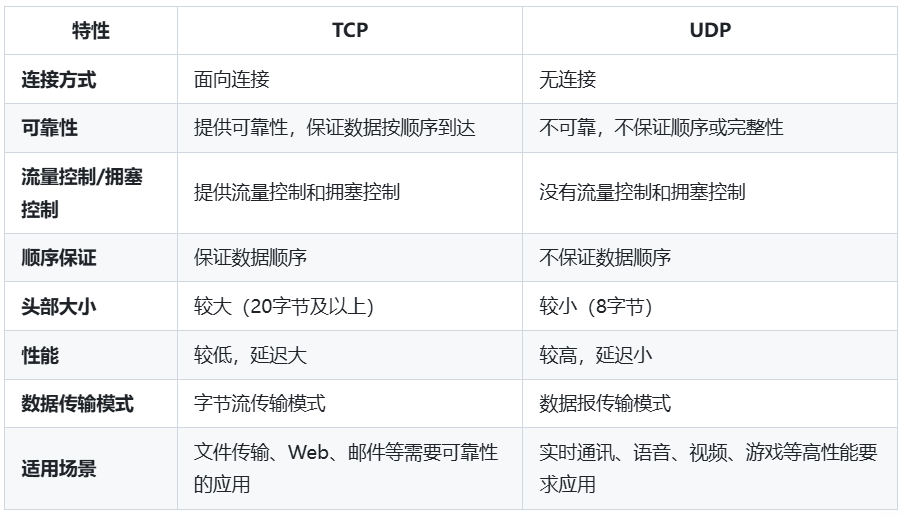 特性 TCP UDP
连接方式 面向连接 无连接
可靠性 提供可靠性，保证数据按顺序到达 不可靠，不保证顺序或完整性
流量控制/拥塞
控制 提供流量控制和拥塞控制 没有流量控制和拥塞控制
顺序保证 保证数据顺序 不保证数据顺序
头部大小 较大（20字节及以上） 较小（8字节）
性能 较低，延迟大 较高，延迟小
数据传输模式 字节流传输模式 数据报传输模式
适用场景 文件传输、Web、邮件等需要可靠性
的应用 实时通讯、语音、视频、游戏等高性能要
求应用